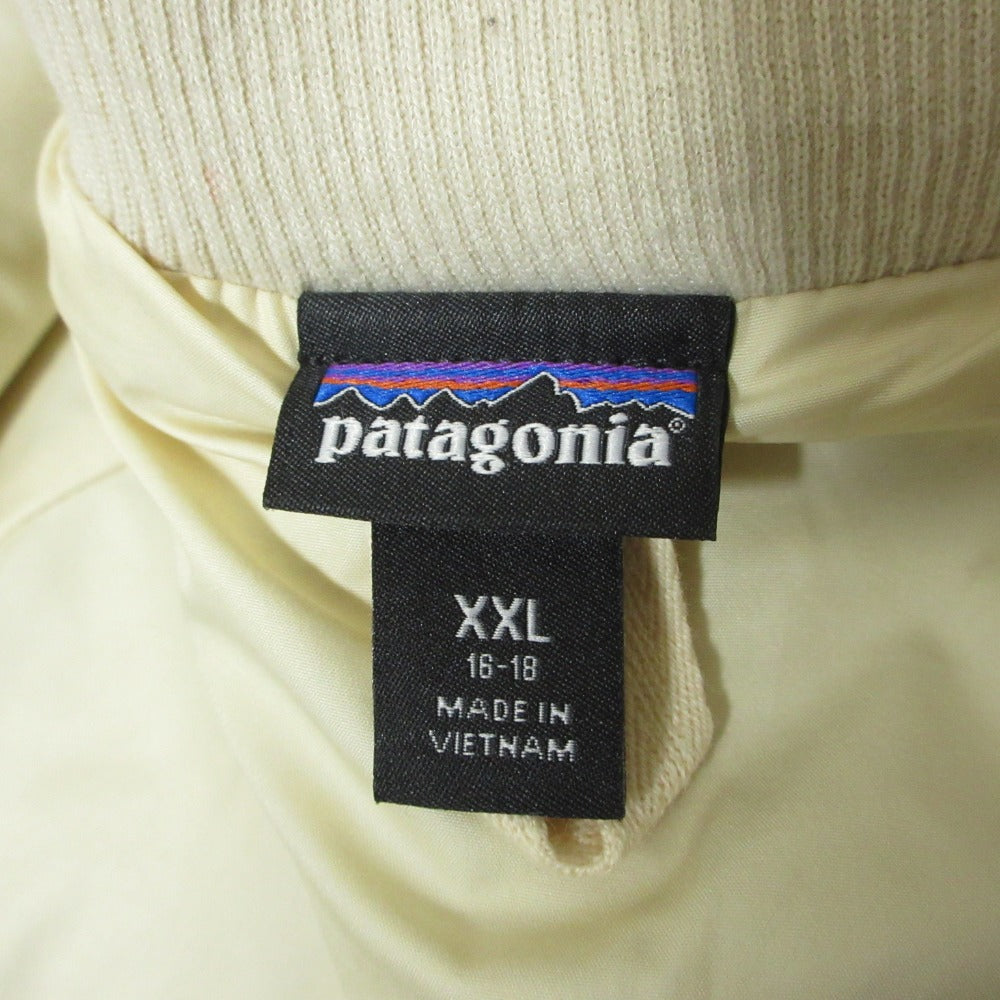 patagonia®
XXL
16-18
MADE IN
VIETNAM